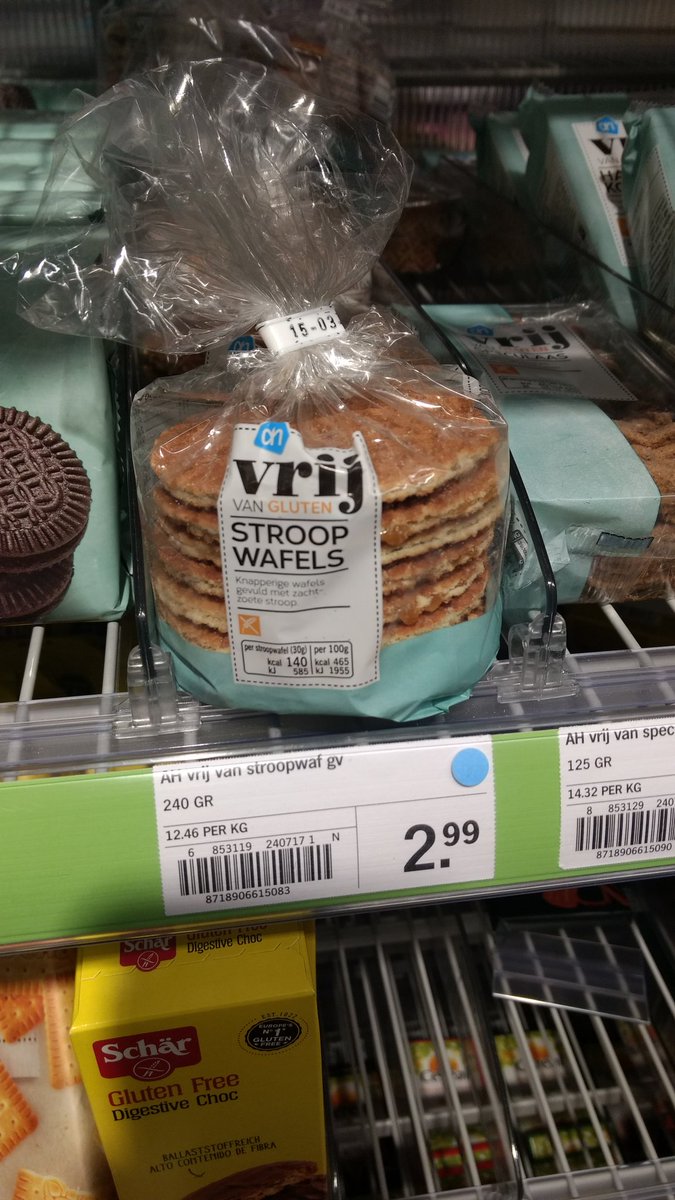 15-03
vrij
VAN GLUTEN
STROOP
WAFELS
Knapperige wafels
gevuld met zacht-
zoete stroop
per stroopwafel (30g)
kcal 140
kJ 585
per 100g
kcal 465
kJ 1955
vrij
AH vrij van stroopwaf gv
240 GR
12.46 PER KG
6 853119 240717 1 N
8718906615083
2.99
AH vrij van spec
125 GR
14.32 PER KG
8 853129 240
8718906615090
Schär
Gluten Free
Digestive Choc
Schär
EST. 1922
EUROPE'S
N°1
GLUTEN
FREE
Gluten Free
Digestive Choc
BALLASTSTOFFREICH
ALTO CONTENIDO DE FIBRA